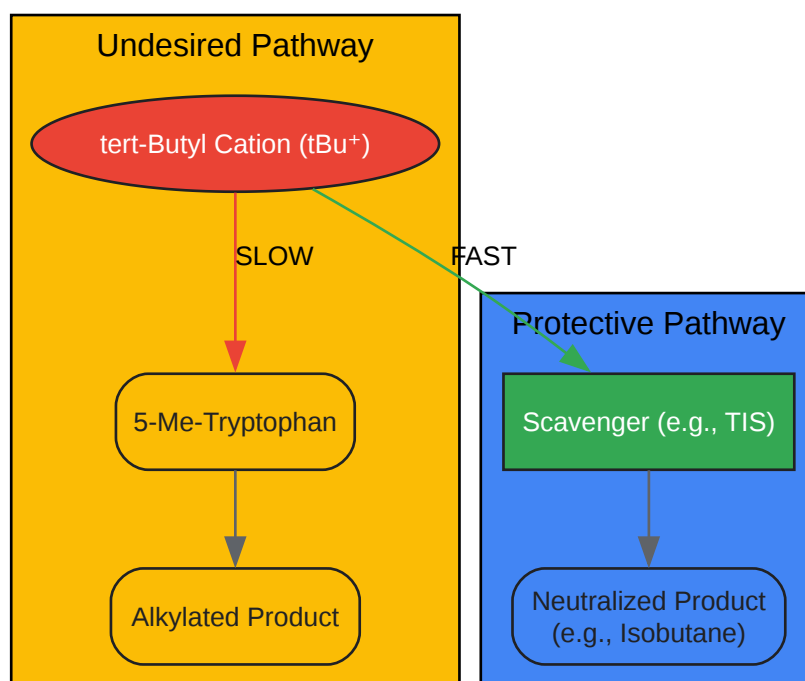 Undesired Pathway
tert-Butyl Cation (tBu⁺)
SLOW
FAST
Protective Pathway
5-Me-Tryptophan
Scavenger (e.g., TIS)
Alkylated Product
Neutralized Product
(e.g., Isobutane)